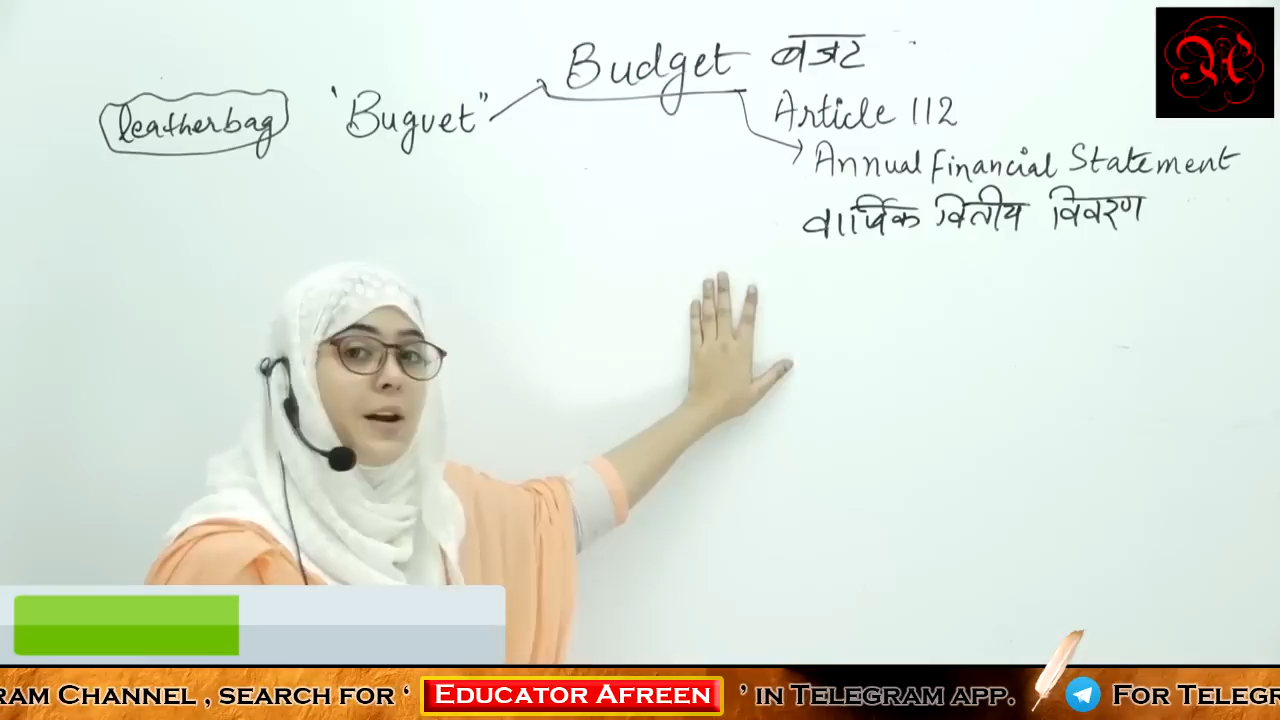 Budget बजट
leatherbag 'Buguet"
Article 112
Annual Financial Statement
वार्षिक वित्तीय विवरण
RAM CHANNEL , SEARCH FOR ‘ EDUCATOR AFREEN ’ IN TELEGRAM APP. FOR TELEGR